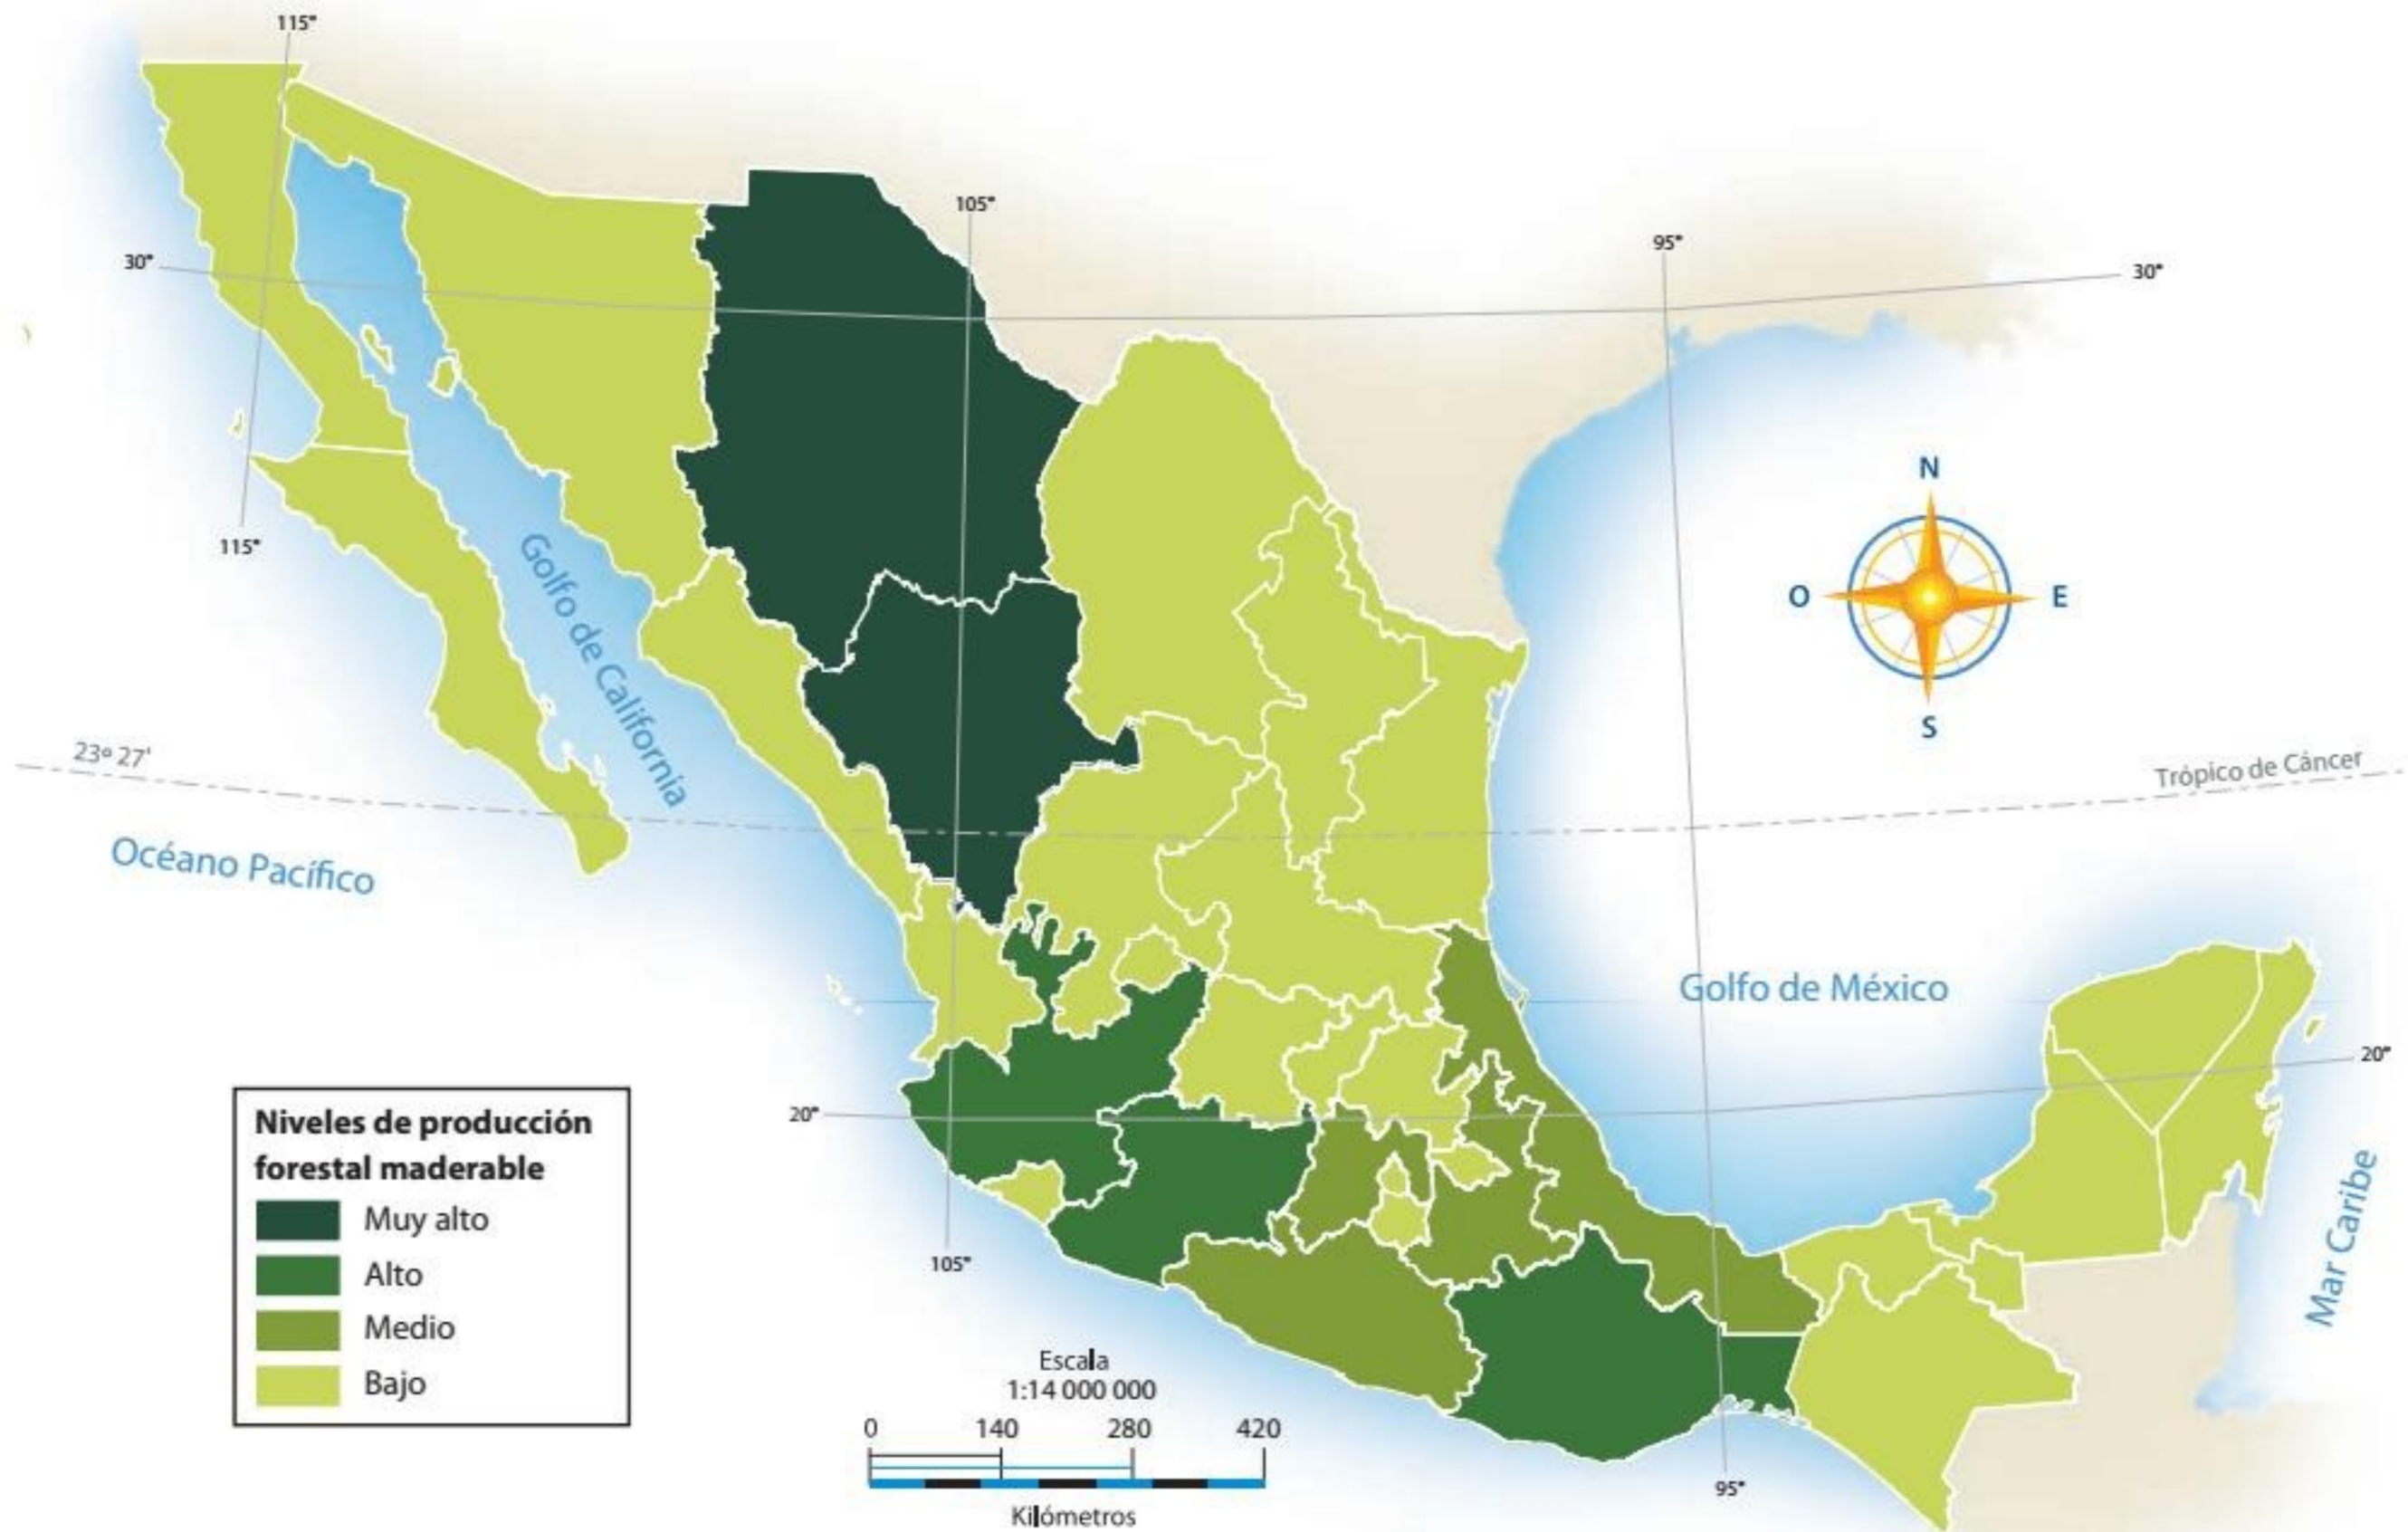 115°
105°
95°
30°
30°
N
O
E
S
115°
Golfo de California
23º 27'
Trópico de Cáncer
Océano Pacífico
Golfo de México
20°
20°
Mar Caribe
Niveles de producción
forestal maderable
Muy alto
Alto
Medio
Bajo
105°
95°
Escala
1:14 000 000
0 140 280 420
Kilómetros